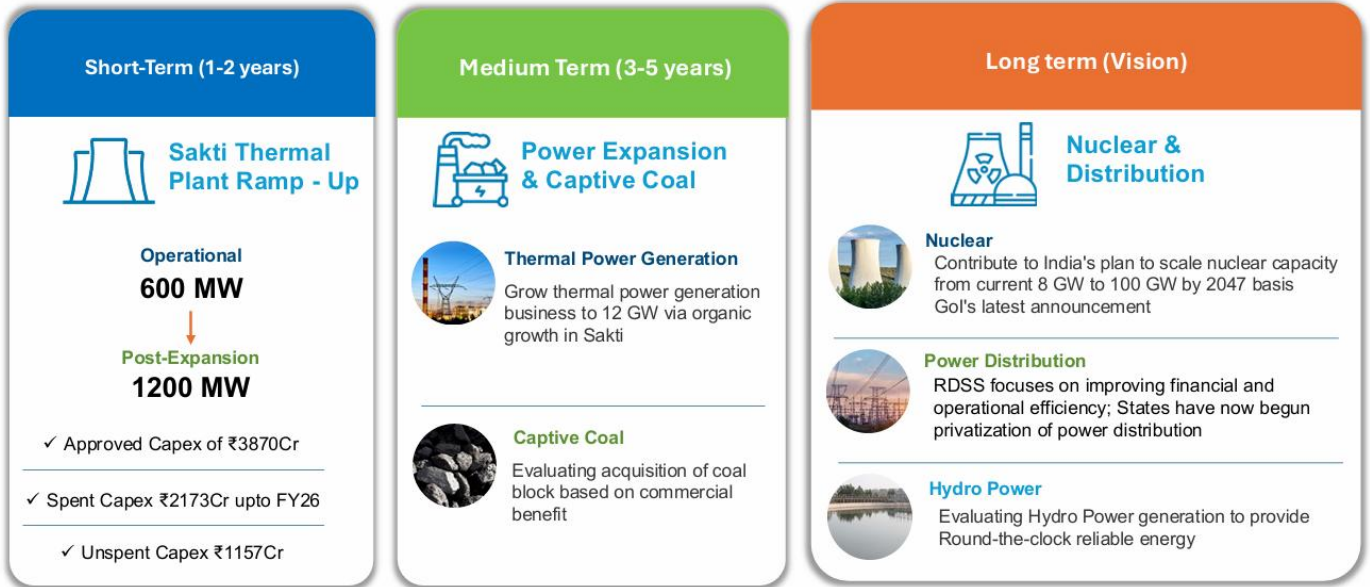 Short-Term (1-2 years)
Sakti Thermal
Plant Ramp - Up
Operational
600 MW
Post-Expansion
1200 MW
✓ Approved Capex of ₹3870Cr
✓ Spent Capex ₹2173Cr upto FY26
✓ Unspent Capex ₹1157Cr
Medium Term (3-5 years)
Power Expansion
& Captive Coal
Thermal Power Generation
Grow thermal power generation
business to 12 GW via organic
growth in Sakti
Captive Coal
Evaluating acquisition of coal
block based on commercial
benefit
Long term (Vision)
Nuclear &
Distribution
Nuclear
Contribute to India's plan to scale nuclear capacity
from current 8 GW to 100 GW by 2047 basis
GoI's latest announcement
Power Distribution
RDSS focuses on improving financial and
operational efficiency; States have now begun
privatization of power distribution
Hydro Power
Evaluating Hydro Power generation to provide
Round-the-clock reliable energy